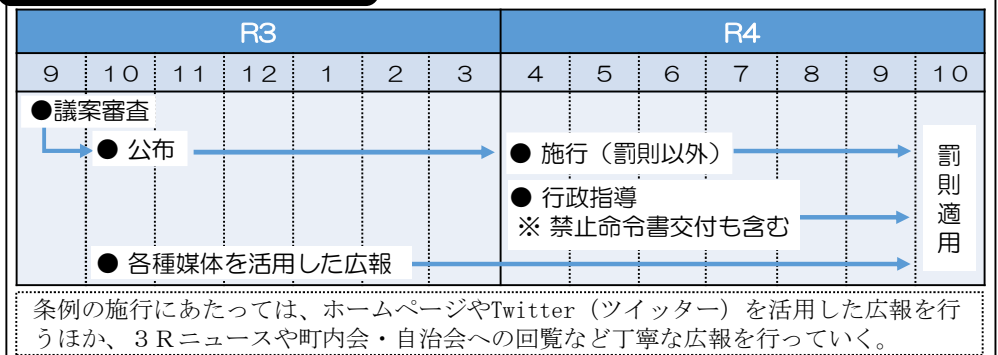 R3 R4
9 10 11 12 1 2 3 4 5 6 7 8 9 10
●議案審査
● 公布
● 施行（罰則以外）
● 行政指導
※ 禁止命令書交付も含む
● 各種媒体を活用した広報
罰則適用
条例の施行にあたっては、ホームページやTwitter（ツイッター）を活用した広報を行
うほか、３Ｒニュースや町内会・自治会への回覧など丁寧な広報を行っていく。